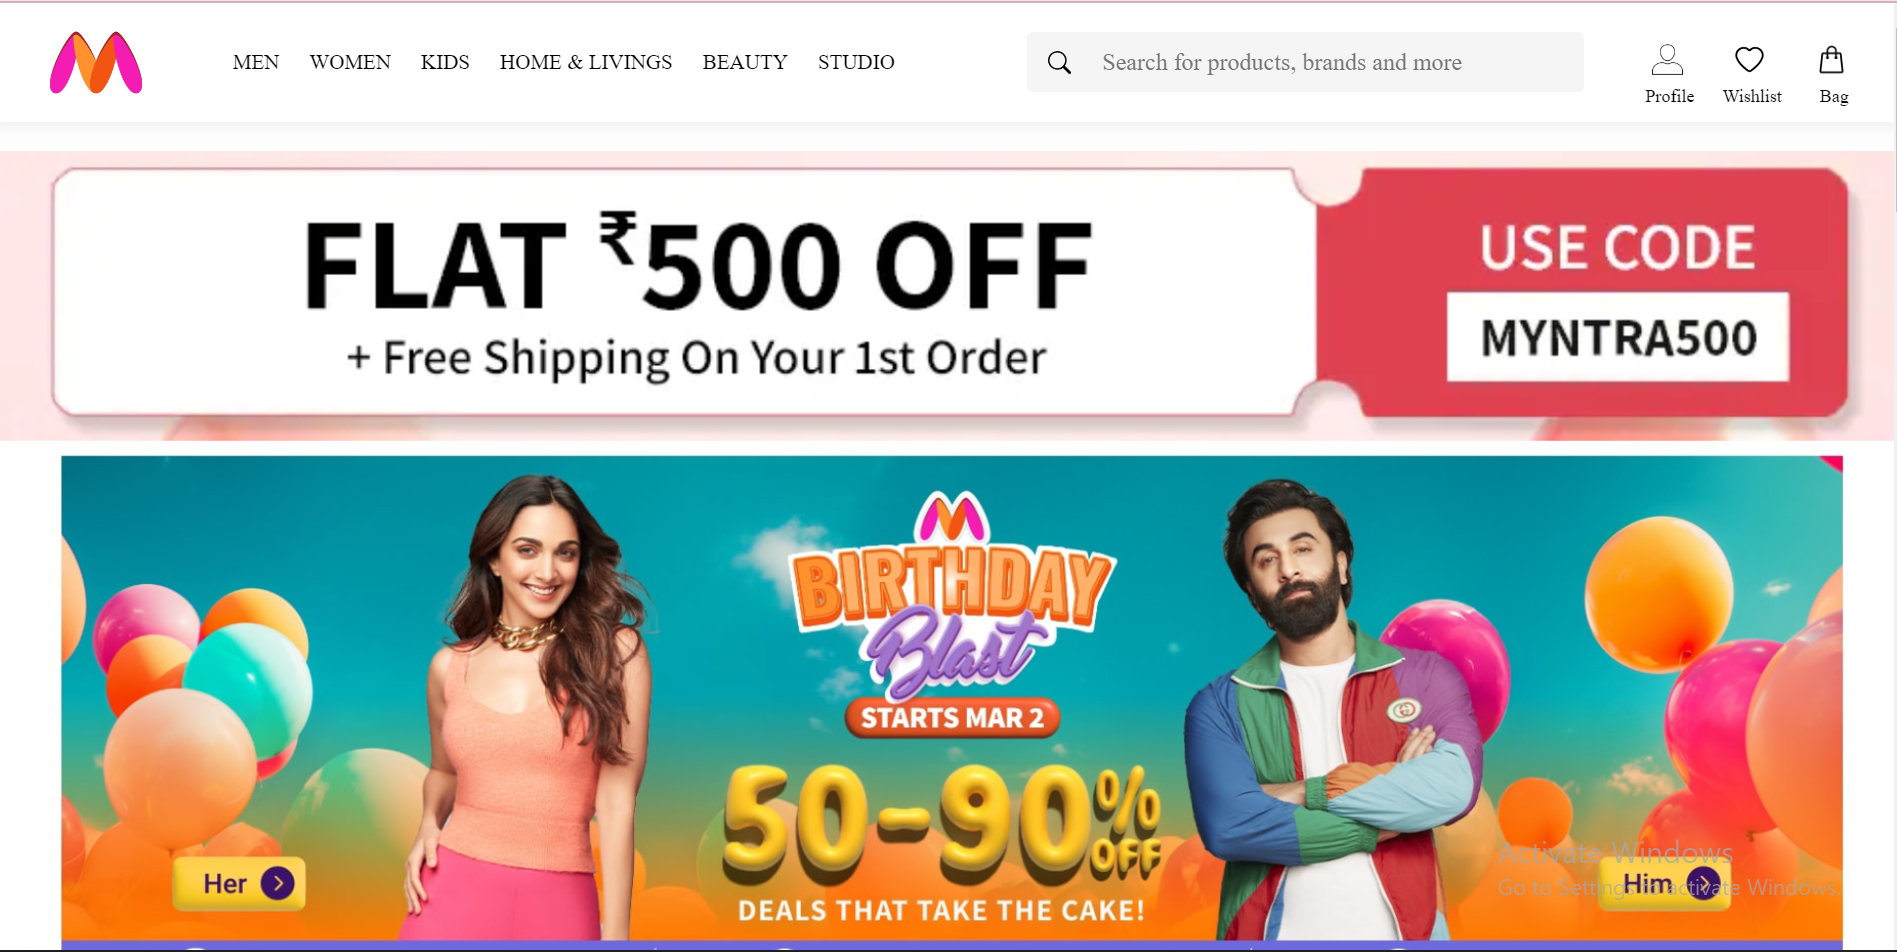 MEN WOMEN KIDS HOME & LIVINGS BEAUTY STUDIO
Search for products, brands and more
Profile Wishlist Bag
FLAT ₹500 OFF
+ Free Shipping On Your 1st Order
USE CODE
MYNTRA500
BIRTHDAY
Blast
STARTS MAR 2
50-90% OFF
DEALS THAT TAKE THE CAKE!
Her
Him
Activate Windows
Go to Settings to activate Windows.